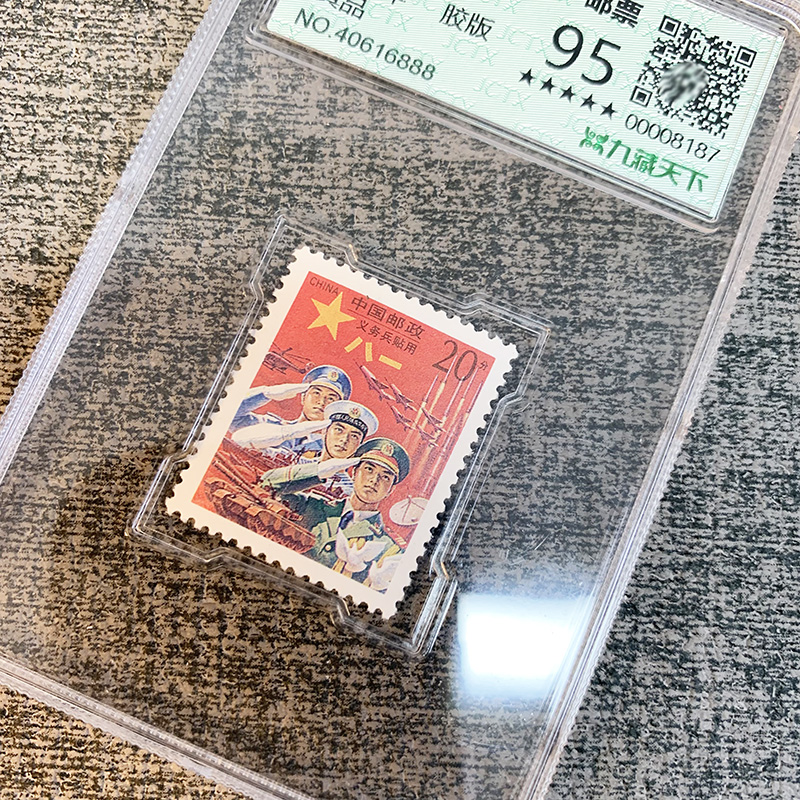 邮票
品
胶版
95
NO.40616888
★★★★★
00008187
九藏天下
CHINA
中国邮政
义务兵贴用
20分
八一